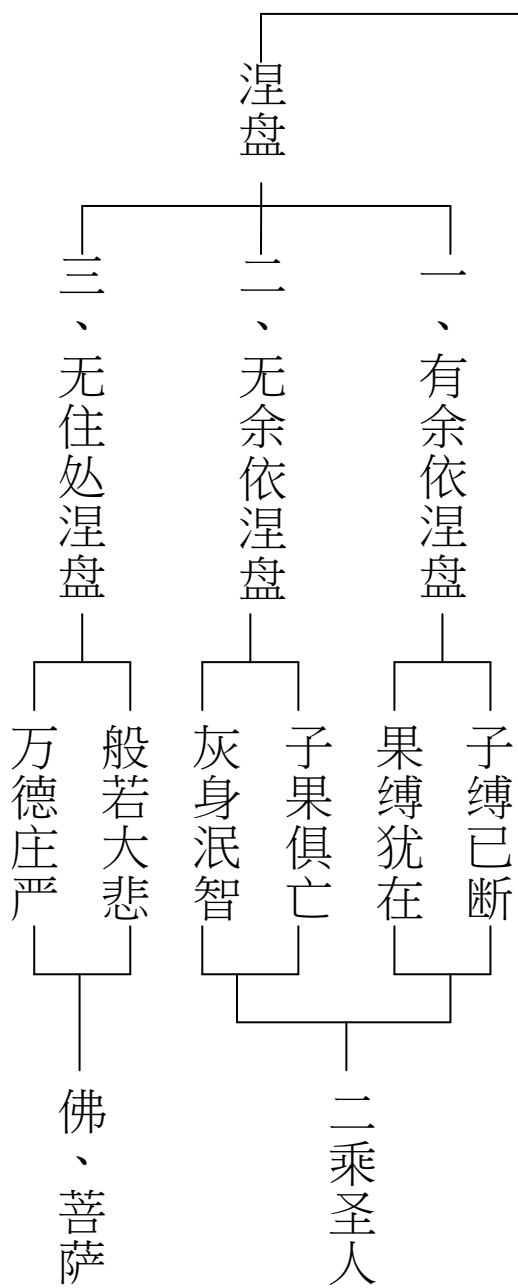 涅盘
一、有余依涅盘
二、无余依涅盘
三、无住处涅盘
子缚已断
果缚犹在
子果俱亡
灰身泯智
般若大悲
万德庄严
二乘圣人
佛、菩萨